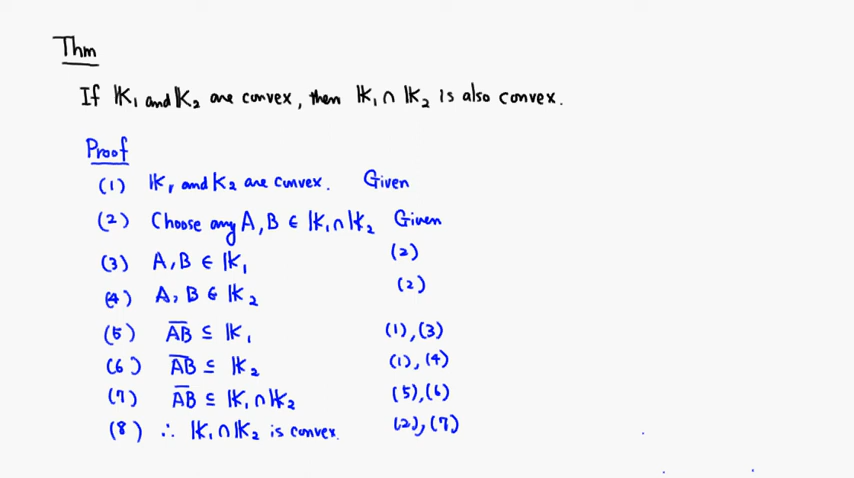 Thm
If K₁ and K₂ are convex, then K₁ ∩ K₂ is also convex.
Proof
(1) K₁ and K₂ are convex. Given
(2) Choose any A, B ∈ K₁ ∩ K₂ Given
(3) A, B ∈ K₁ (2)
(4) A, B ∈ K₂ (2)
(5) A̅B̅ ⊆ K₁ (1), (3)
(6) A̅B̅ ⊆ K₂ (1), (4)
(7) A̅B̅ ⊆ K₁ ∩ K₂ (5), (6)
(8) ∴ K₁ ∩ K₂ is convex. (2), (7)